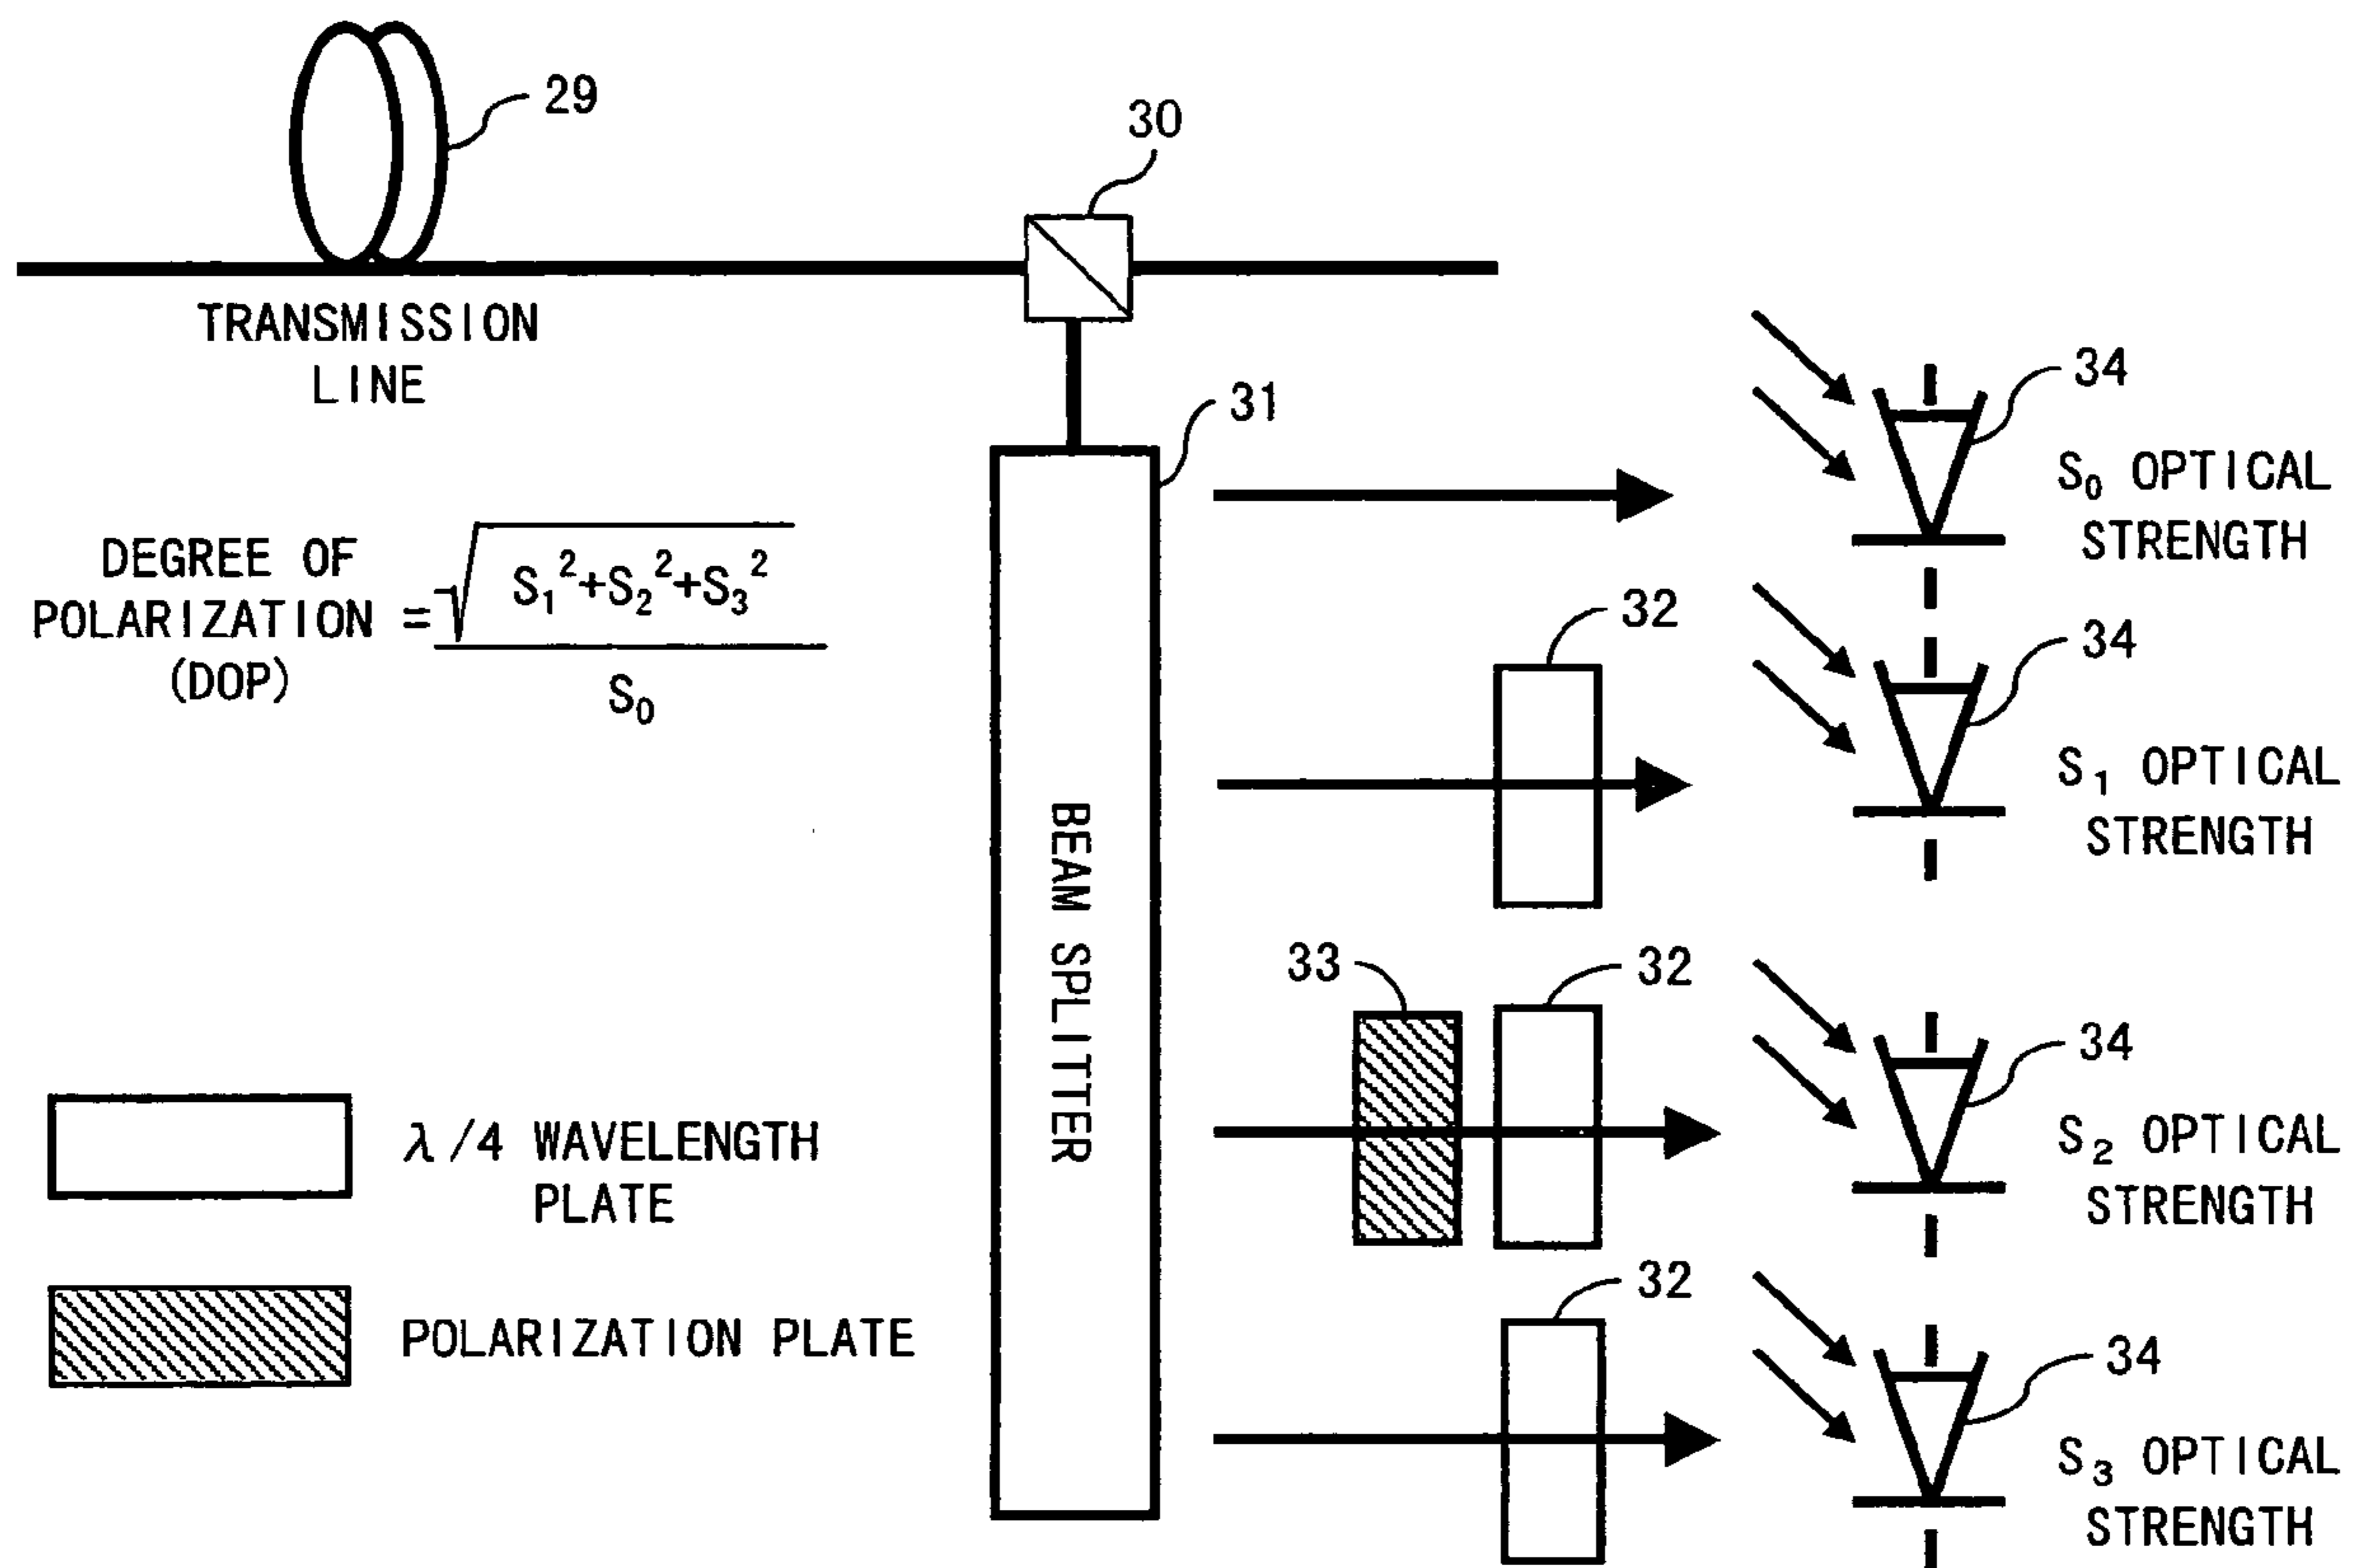 29
30
TRANSMISSION
LINE
31
34
S₀ OPTICAL
STRENGTH
DEGREE OF
POLARIZATION
(DOP)
= √(S₁²+S₂²+S₃²) / S₀
32
34
S₁ OPTICAL
STRENGTH
BEAM SPLITTER
33
32
34
S₂ OPTICAL
STRENGTH
λ/4 WAVELENGTH
PLATE
32
POLARIZATION PLATE
34
S₃ OPTICAL
STRENGTH